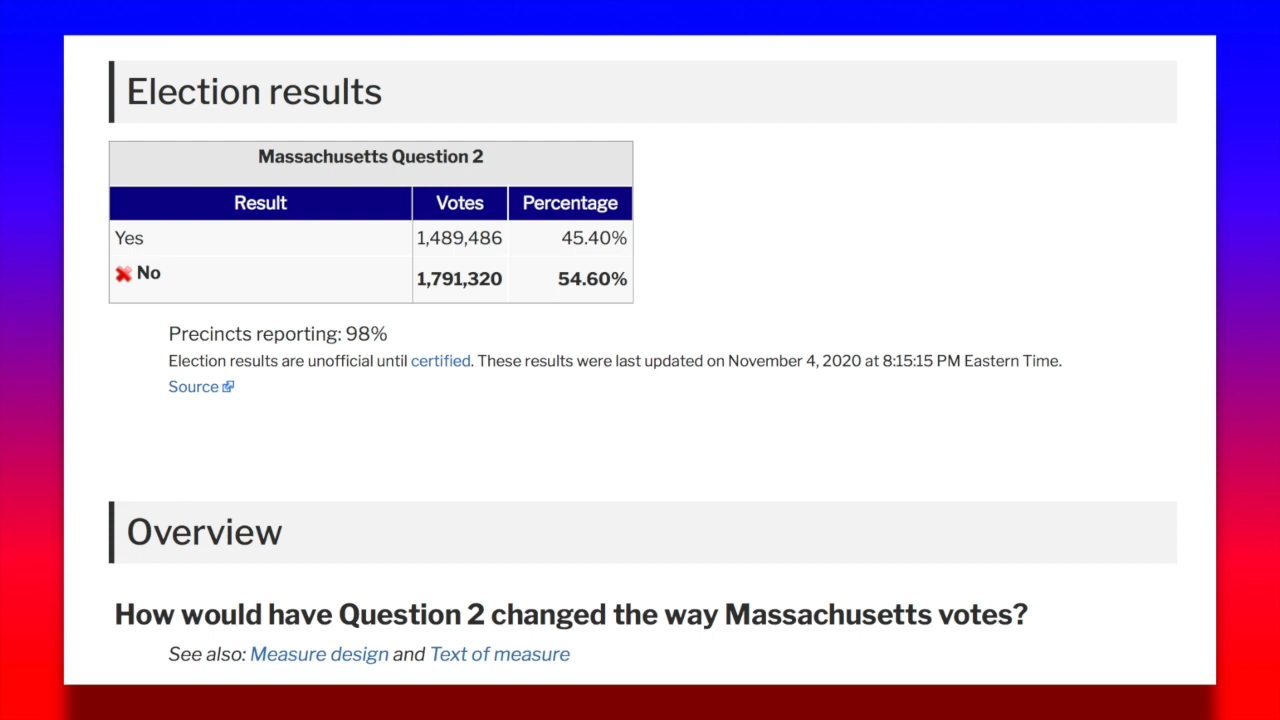 Election results
Massachusetts Question 2
Result Votes Percentage
Yes 1,489,486 45.40%
No 1,791,320 54.60%
Precincts reporting: 98%
Election results are unofficial until certified. These results were last updated on November 4, 2020 at 8:15:15 PM Eastern Time.
Source
Overview
How would have Question 2 changed the way Massachusetts votes?
See also: Measure design and Text of measure